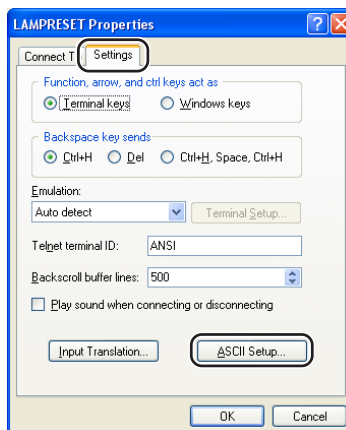 LAMPRESET Properties
Connect T
Settings
Function, arrow, and ctrl keys act as
Terminal keys
Windows keys
Backspace key sends
Ctrl+H
Del
Ctrl+H, Space, Ctrl+H
Emulation:
Auto detect
Terminal Setup...
Telnet terminal ID:
ANSI
Backscroll buffer lines:
500
Play sound when connecting or disconnecting
Input Translation...
ASCII Setup...
OK
Cancel